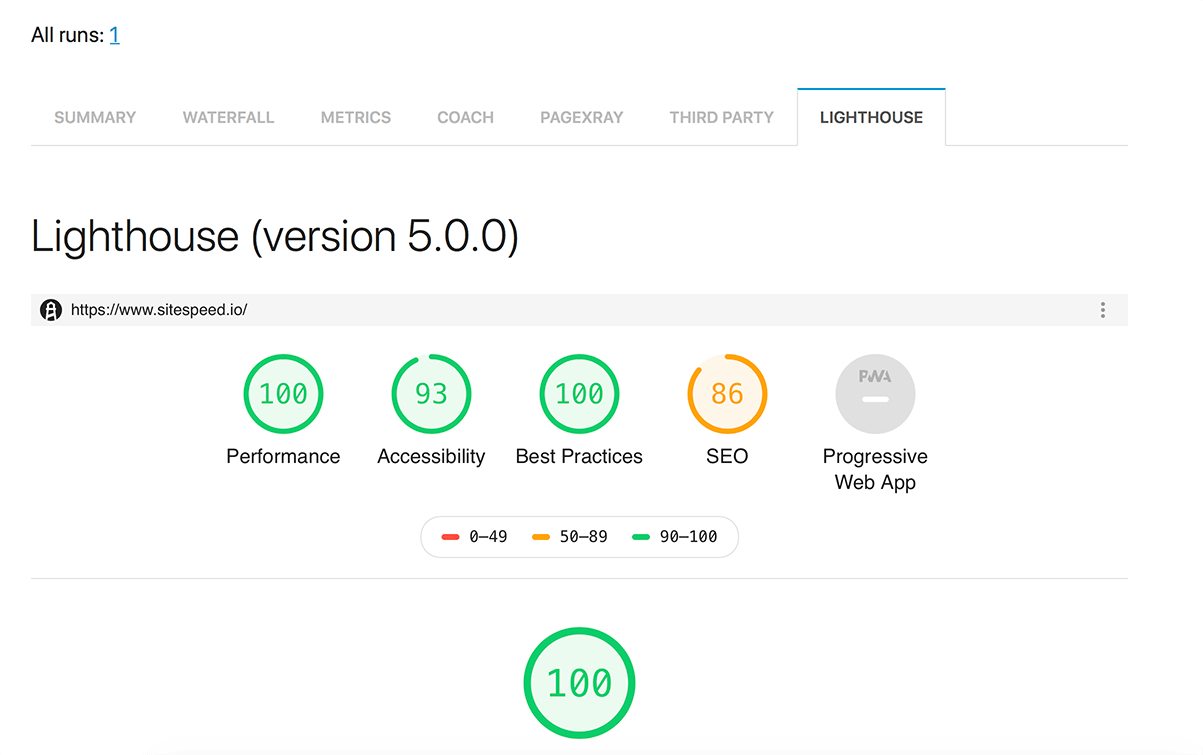 All runs: 1
SUMMARY WATERFALL METRICS COACH PAGEXRAY THIRD PARTY LIGHTHOUSE
Lighthouse (version 5.0.0)
https://www.sitespeed.io/
100 93 100 86 PWA
Performance Accessibility Best Practices SEO Progressive
Web App
0–49 50–89 90–100
100